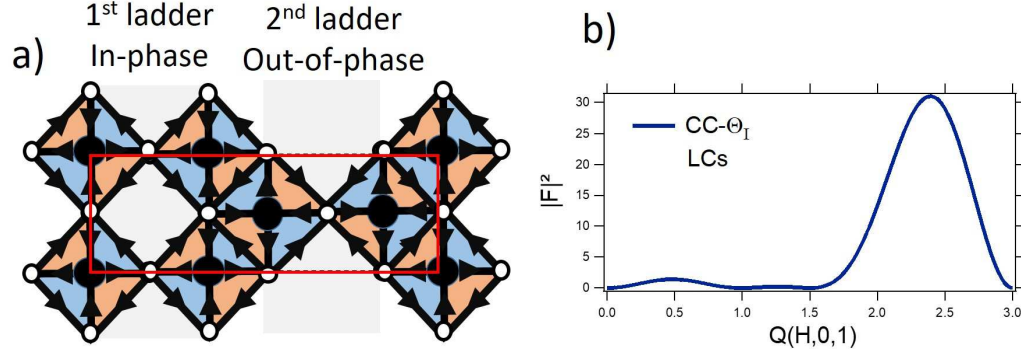 a)
1st ladder
In-phase
2nd ladder
Out-of-phase
b)
|F|²
30
25
20
15
10
5
0
CC-ΘI
LCs
0.0 0.5 1.0 1.5 2.0 2.5 3.0
Q(H,0,1)